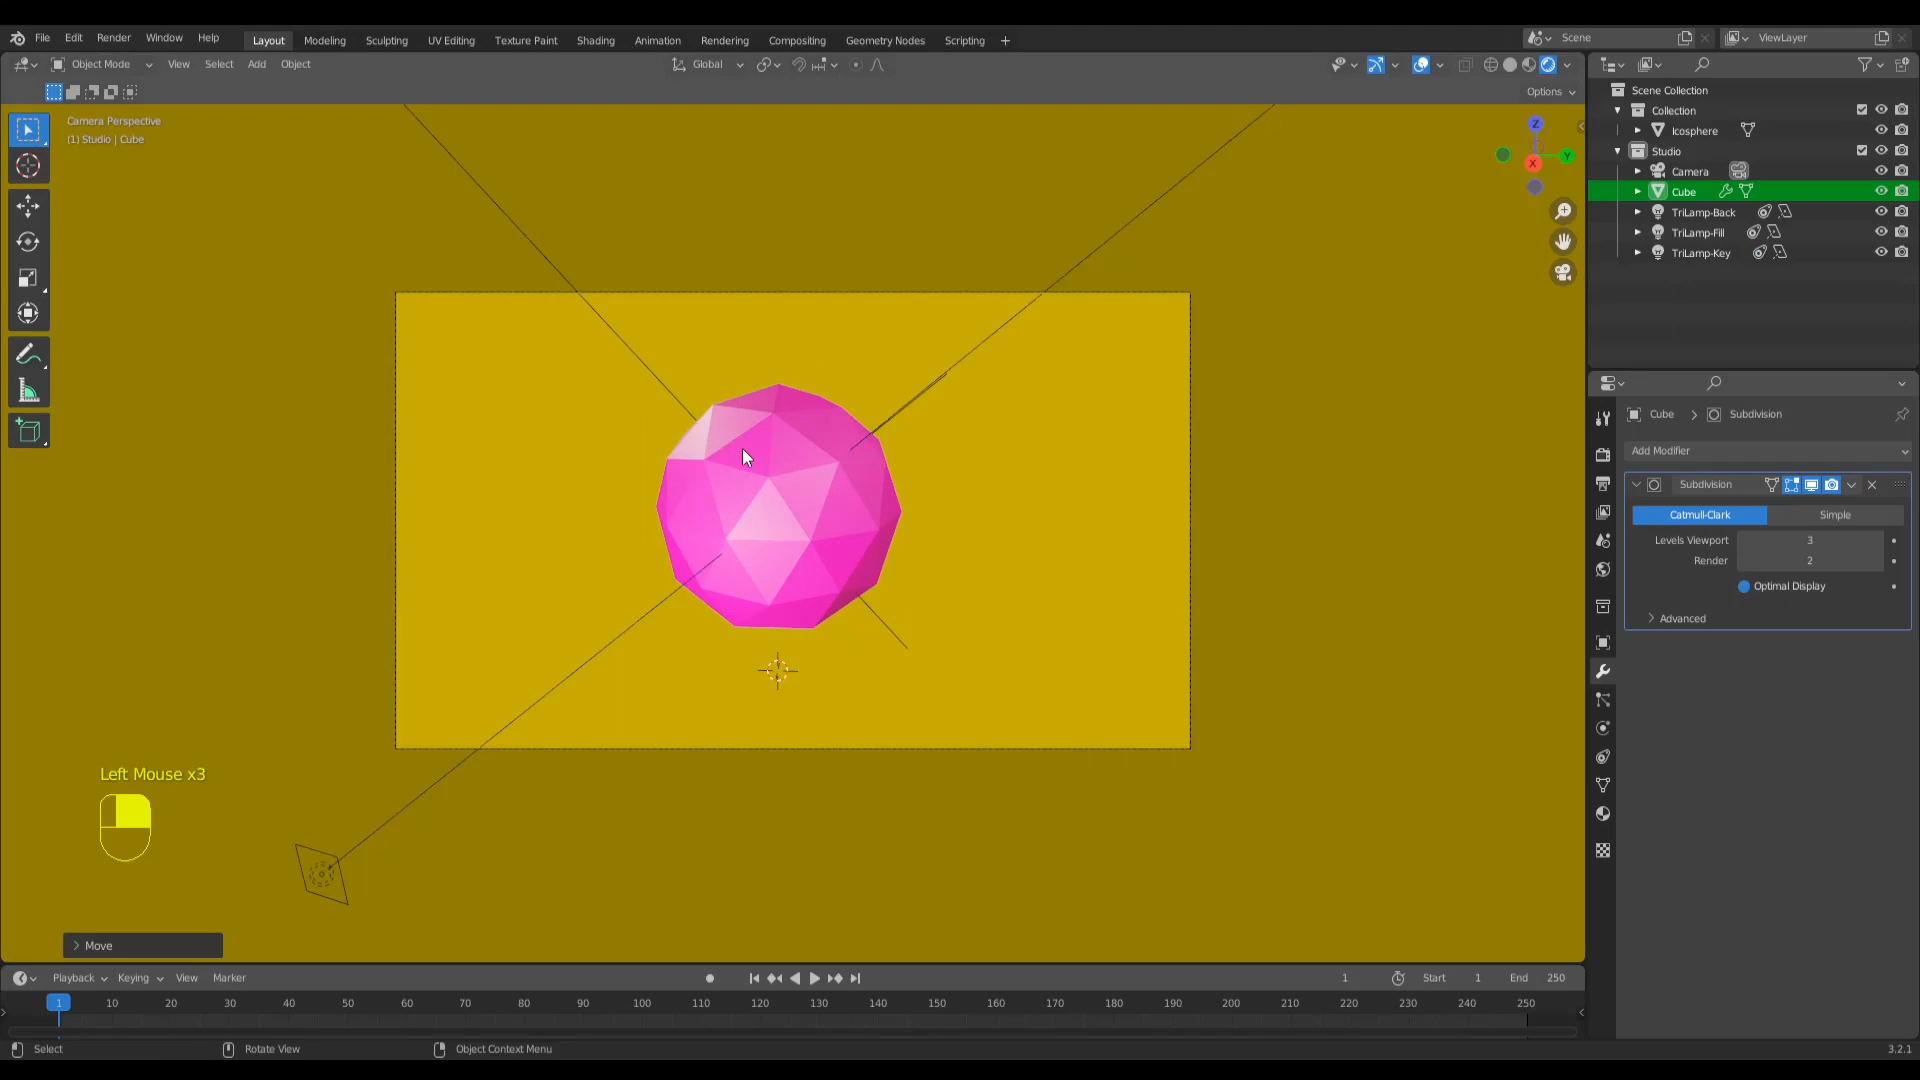 File Edit Render Window Help Layout Modeling Sculpting UV Editing Texture Paint Shading Animation Rendering Compositing Geometry Nodes Scripting + Scene ViewLayer
Object Mode View Select Add Object Global
Options
Camera Perspective
(1) Studio | Cube
Z
Y
X
Scene Collection
Collection
Icosphere
Studio
Camera
Cube
TriLamp-Back
TriLamp-Fill
TriLamp-Key
Cube > Subdivision
Add Modifier
Subdivision
Catmull-Clark Simple
Levels Viewport 3
Render 2
Optimal Display
Advanced
Left Mouse x3
Move
Playback Keying View Marker 1 Start 1 End 250
1 10 20 30 40 50 60 70 80 90 100 110 120 130 140 150 160 170 180 190 200 210 220 230 240 250
Select Rotate View Object Context Menu 3.2.1